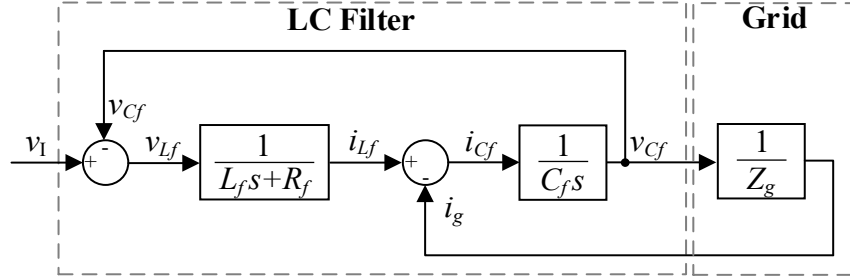 LC Filter
Grid
v_Cf
v_I
+
-
v_Lf
1
L_f s+R_f
i_Lf
+
-
i_Cf
1
C_f s
v_Cf
1
Z_g
i_g